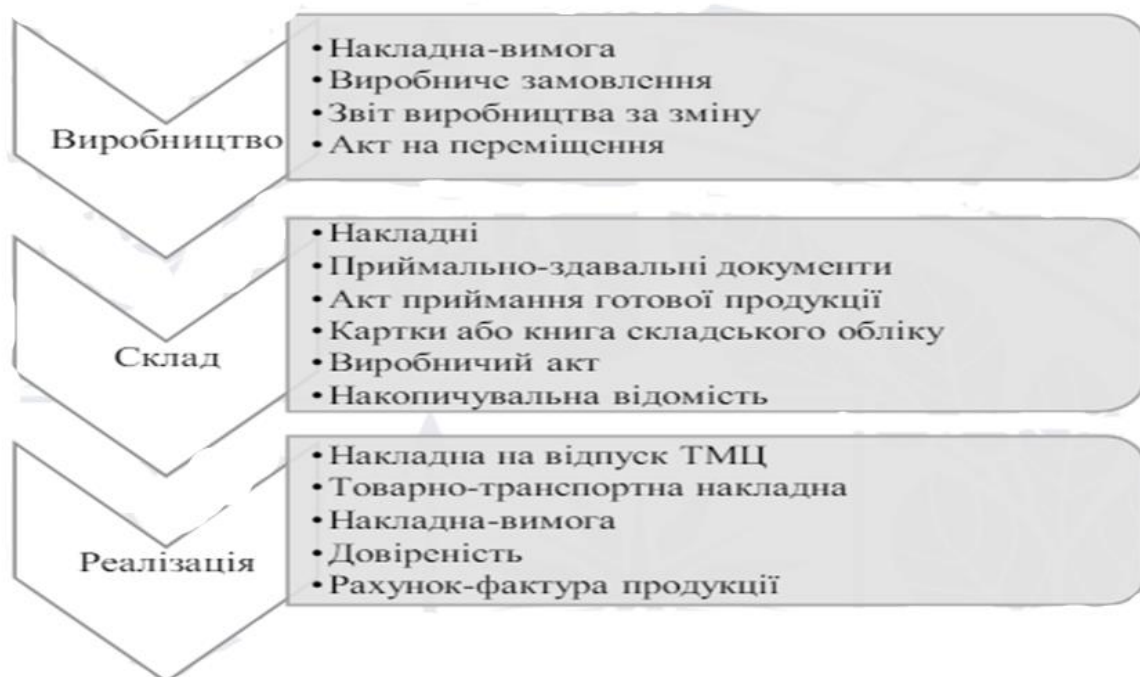 Виробництво
• Накладна-вимога
• Виробниче замовлення
• Звіт виробництва за зміну
• Акт на переміщення
Склад
• Накладні
• Приймально-здавальні документи
• Акт приймання готової продукції
• Картки або книга складського обліку
• Виробничий акт
• Накопичувальна відомість
Реалізація
• Накладна на відпуск ТМЦ
• Товарно-транспортна накладна
• Накладна-вимога
• Довіреність
• Рахунок-фактура продукції